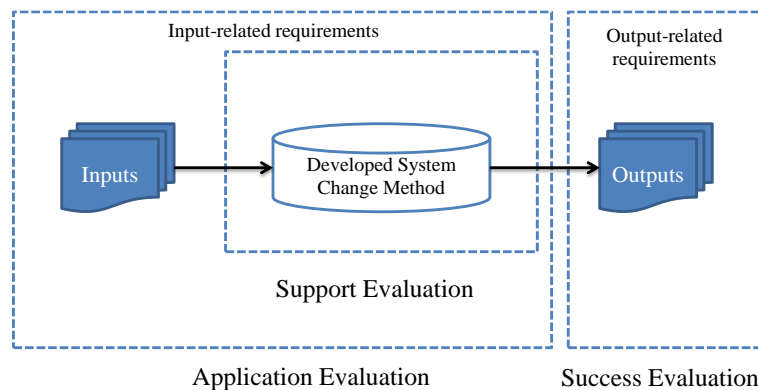 Input-related requirements
Output-related
requirements
Inputs
Developed System
Change Method
Outputs
Support Evaluation
Application Evaluation
Success Evaluation